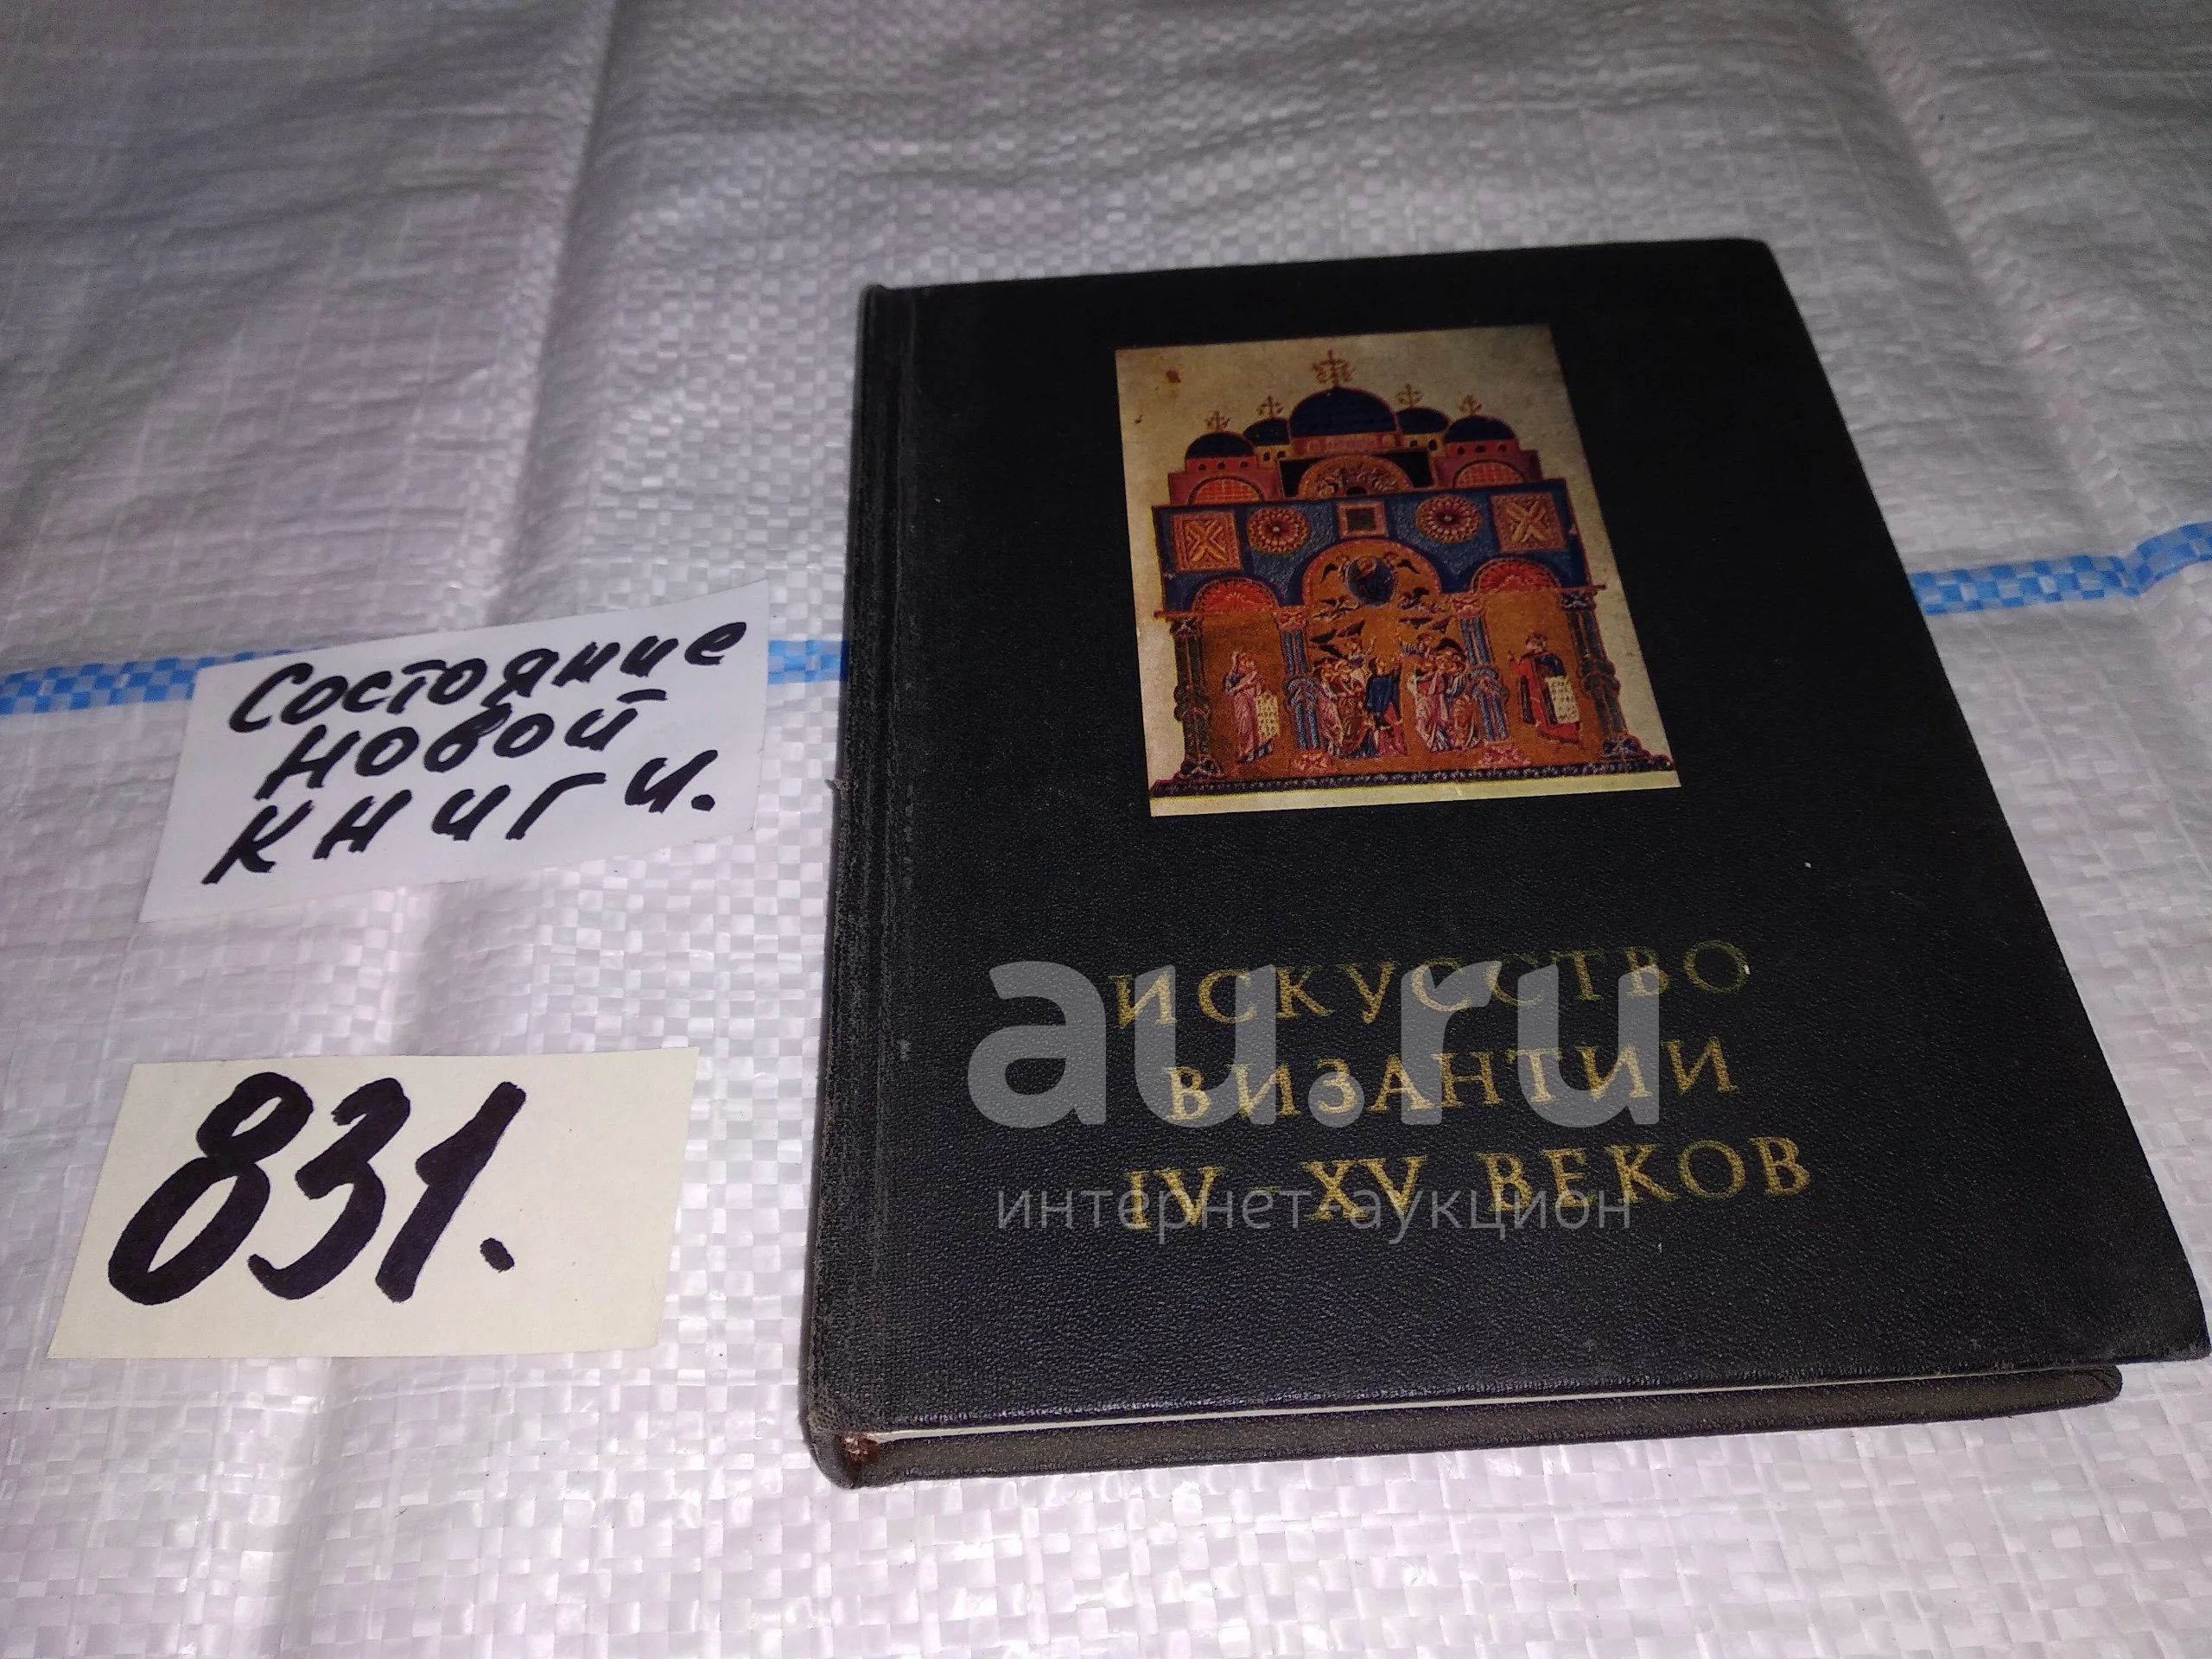 Состояние
новой
книги.
831.
ИСКУССТВО
ВИЗАНТИИ
IV–XV ВЕКОВ
au.ru
интернет-аукцион